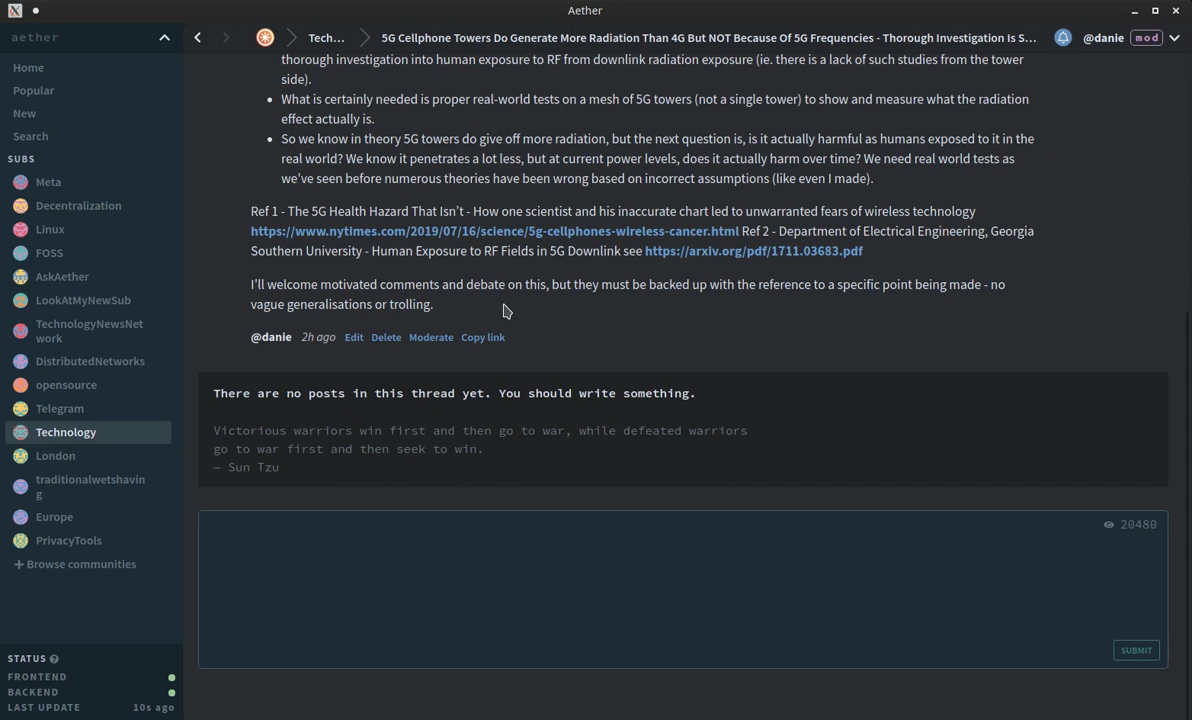 Aether
aether
Tech...
5G Cellphone Towers Do Generate More Radiation Than 4G But NOT Because Of 5G Frequencies - Thorough Investigation Is S...
@danie
mod
Home
Popular
New
Search
SUBS
Meta
Decentralization
Linux
FOSS
AskAether
LookAtMyNewSub
TechnologyNewsNet
work
DistributedNetworks
opensource
Telegram
Technology
London
traditionalwetshavin
g
Europe
PrivacyTools
+ Browse communities
STATUS ?
FRONTEND
BACKEND
LAST UPDATE 10s ago
thorough investigation into human exposure to RF from downlink radiation exposure (ie. there is a lack of such studies from the tower
side).
• What is certainly needed is proper real-world tests on a mesh of 5G towers (not a single tower) to show and measure what the radiation
effect actually is.
• So we know in theory 5G towers do give off more radiation, but the next question is, is it actually harmful as humans exposed to it in the
real world? We know it penetrates a lot less, but at current power levels, does it actually harm over time? We need real world tests as
we've seen before numerous theories have been wrong based on incorrect assumptions (like even I made).
Ref 1 - The 5G Health Hazard That Isn't - How one scientist and his inaccurate chart led to unwarranted fears of wireless technology
https://www.nytimes.com/2019/07/16/science/5g-cellphones-wireless-cancer.html Ref 2 - Department of Electrical Engineering, Georgia
Southern University - Human Exposure to RF Fields in 5G Downlink see https://arxiv.org/pdf/1711.03683.pdf
I'll welcome motivated comments and debate on this, but they must be backed up with the reference to a specific point being made - no
vague generalisations or trolling.
@danie 2h ago Edit Delete Moderate Copy link
There are no posts in this thread yet. You should write something.
Victorious warriors win first and then go to war, while defeated warriors
go to war first and then seek to win.
— Sun Tzu
20480
SUBMIT